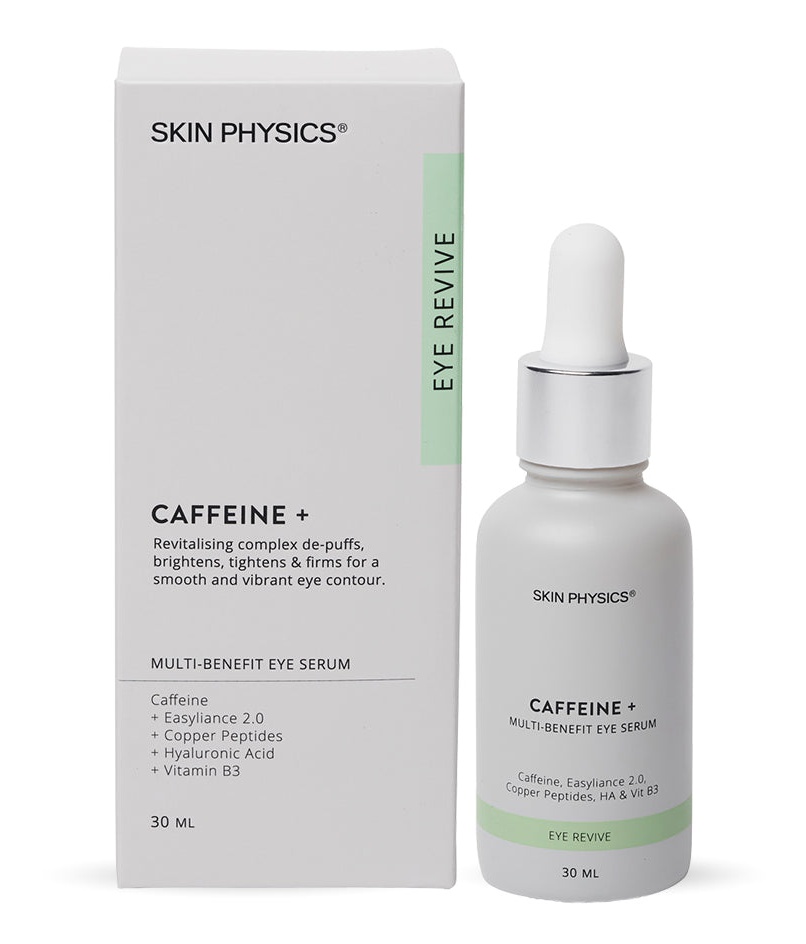 SKIN PHYSICS®
EYE REVIVE
CAFFEINE +
Revitalising complex de-puffs,
brightens, tightens & firms for a
smooth and vibrant eye contour.
MULTI-BENEFIT EYE SERUM
Caffeine
+ Easyliance 2.0
+ Copper Peptides
+ Hyaluronic Acid
+ Vitamin B3
30 ML
SKIN PHYSICS®
CAFFEINE +
MULTI-BENEFIT EYE SERUM
Caffeine, Easyliance 2.0,
Copper Peptides, HA & Vit B3
EYE REVIVE
30 ML